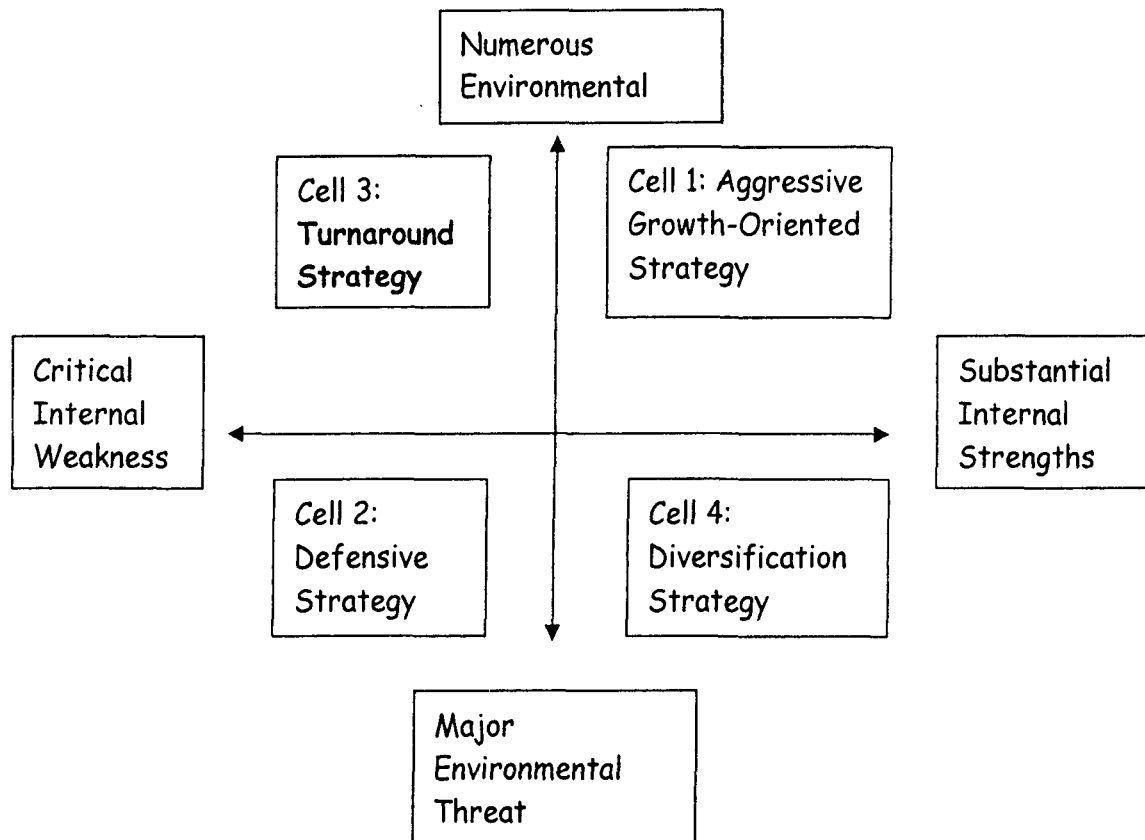 Numerous
Environmental
Cell 3:
Turnaround
Strategy
Cell 1: Aggressive
Growth-Oriented
Strategy
Critical
Internal
Weakness
Substantial
Internal
Strengths
Cell 2:
Defensive
Strategy
Cell 4:
Diversification
Strategy
Major
Environmental
Threat